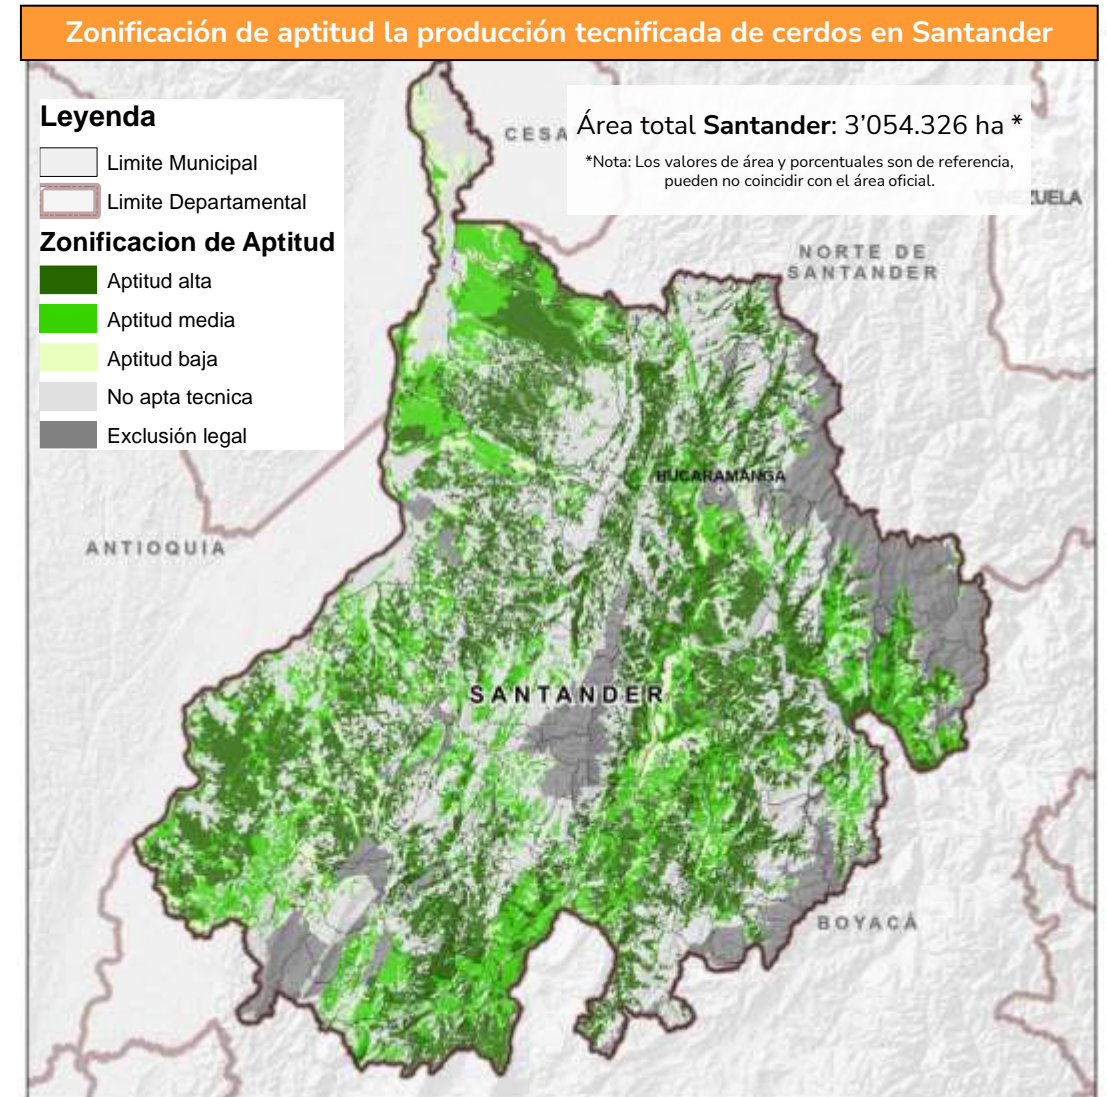 Zonificación de aptitud la producción tecnificada de cerdos en Santander
Leyenda
Limite Municipal
Limite Departamental
Zonificacion de Aptitud
Aptitud alta
Aptitud media
Aptitud baja
No apta tecnica
Exclusión legal
Área total Santander: 3’054.326 ha *
*Nota: Los valores de área y porcentuales son de referencia,
pueden no coincidir con el área oficial.
CESA
VENEZUELA
NORTE DE
SANTANDER
BUCARAMANGA
ANTIOQUIA
SANTANDER
BOYACÁ